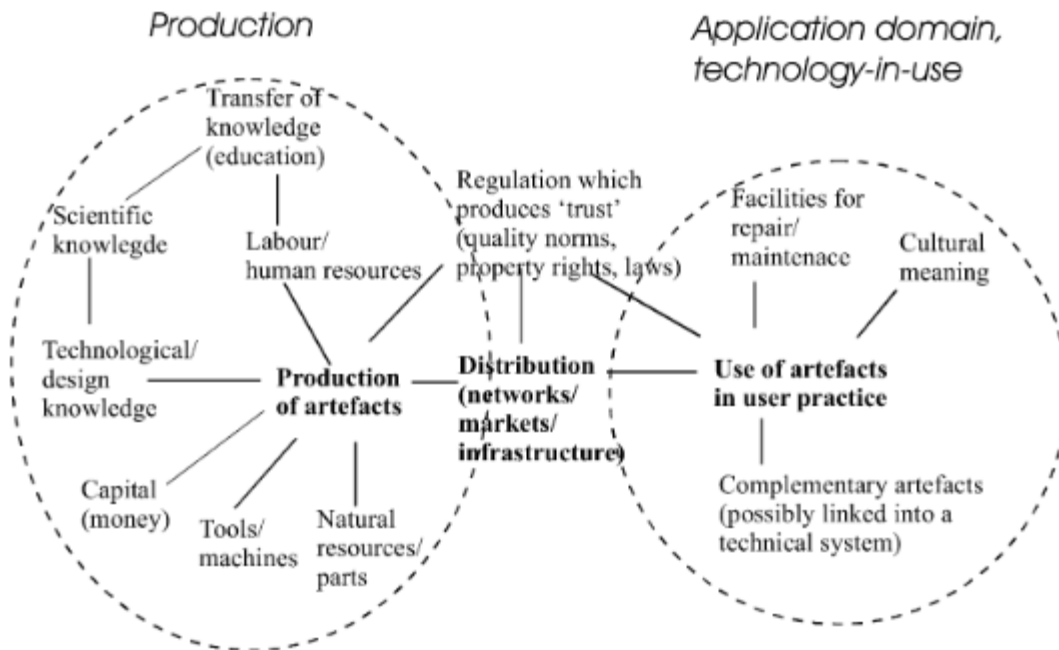 Production
Application domain,
technology-in-use
Transfer of
knowledge
(education)
Scientific
knowlegde
Labour/
human resources
Regulation which
produces ‘trust’
(quality norms,
property rights, laws)
Facilities for
repair/
maintenace
Cultural
meaning
Technological/
design
knowledge
Production
of artefacts
Distribution
(networks/
markets/
infrastructure)
Use of artefacts
in user practice
Capital
(money)
Tools/
machines
Natural
resources/
parts
Complementary artefacts
(possibly linked into a
technical system)